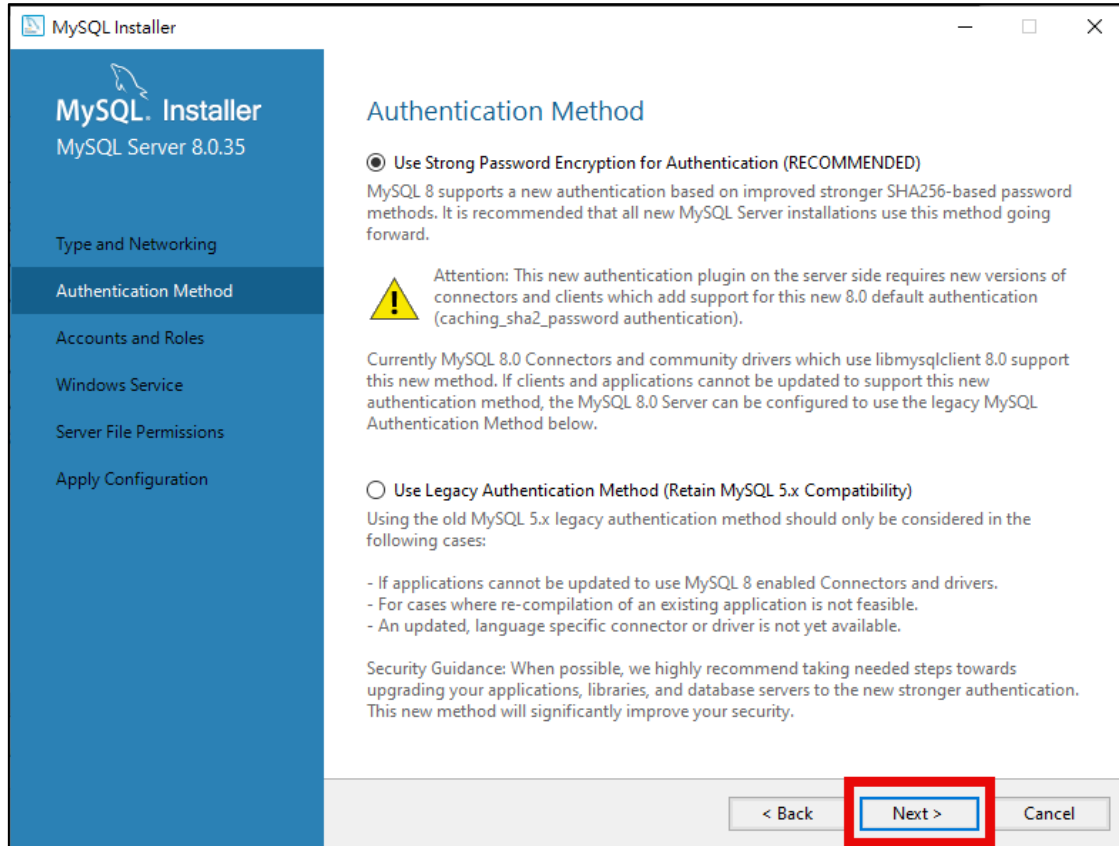 MySQL Installer
MySQL. Installer
MySQL Server 8.0.35
Type and Networking
Authentication Method
Accounts and Roles
Windows Service
Server File Permissions
Apply Configuration
Authentication Method
Use Strong Password Encryption for Authentication (RECOMMENDED)
MySQL 8 supports a new authentication based on improved stronger SHA256-based password
methods. It is recommended that all new MySQL Server installations use this method going
forward.
Attention: This new authentication plugin on the server side requires new versions of
connectors and clients which add support for this new 8.0 default authentication
(caching_sha2_password authentication).
Currently MySQL 8.0 Connectors and community drivers which use libmysqlclient 8.0 support
this new method. If clients and applications cannot be updated to support this new
authentication method, the MySQL 8.0 Server can be configured to use the legacy MySQL
Authentication Method below.
Use Legacy Authentication Method (Retain MySQL 5.x Compatibility)
Using the old MySQL 5.x legacy authentication method should only be considered in the
following cases:
- If applications cannot be updated to use MySQL 8 enabled Connectors and drivers.
- For cases where re-compilation of an existing application is not feasible.
- An updated, language specific connector or driver is not yet available.
Security Guidance: When possible, we highly recommend taking needed steps towards
upgrading your applications, libraries, and database servers to the new stronger authentication.
This new method will significantly improve your security.
< Back
Next >
Cancel